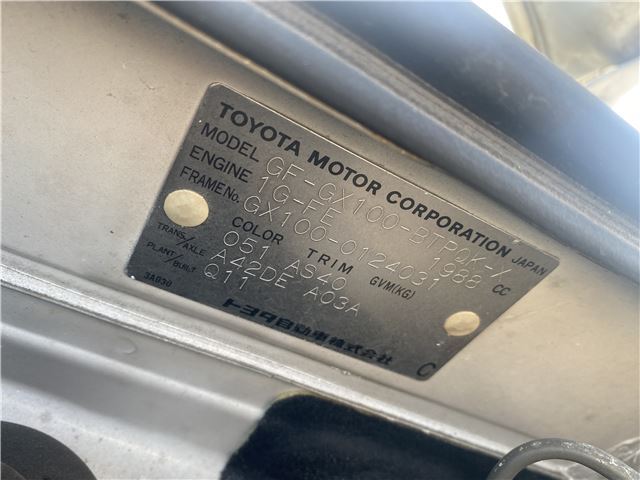 TOYOTA MOTOR CORPORATION JAPAN
MODEL GF-GX100-BTPQK-X
ENGINE 1G-FE 1988 CC
FRAME No. GX100-0124031
COLOR TRIM GVM(KG)
051 AS40
TRANS/AXLE A42DE A03A
PLANT/BUILT Q11
3A030
トヨタ自動車株式会社
C